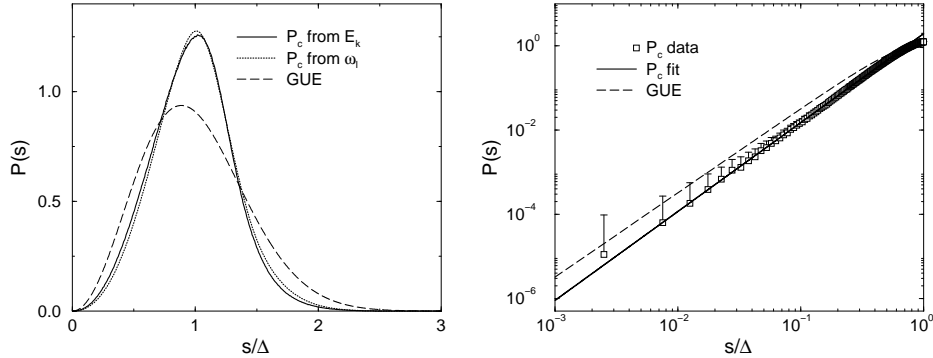 P(s)
1.0
0.5
0.0
0
1
2
3
s/Δ
P_c from E_k
P_c from ω_l
GUE
P(s)
10^0
10^-2
10^-4
10^-6
10^-3
10^-2
10^-1
10^0
s/Δ
P_c data
P_c fit
GUE